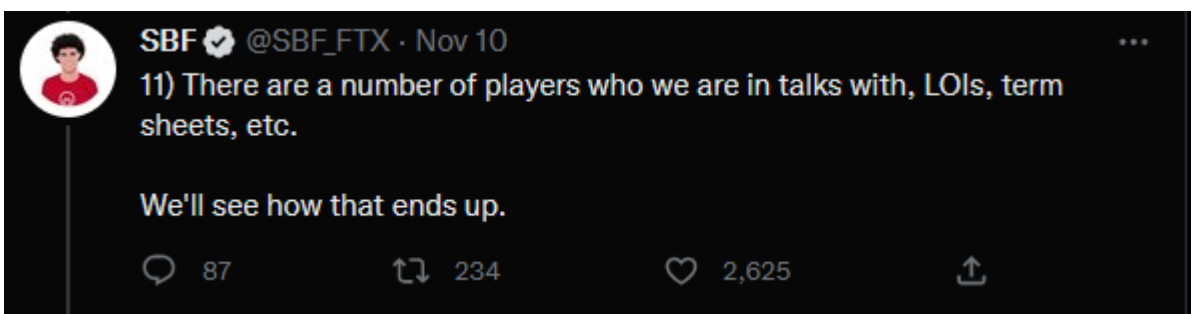 SBF @SBF_FTX · Nov 10
11) There are a number of players who we are in talks with, LOIs, term
sheets, etc.
We'll see how that ends up.
87 234 2,625